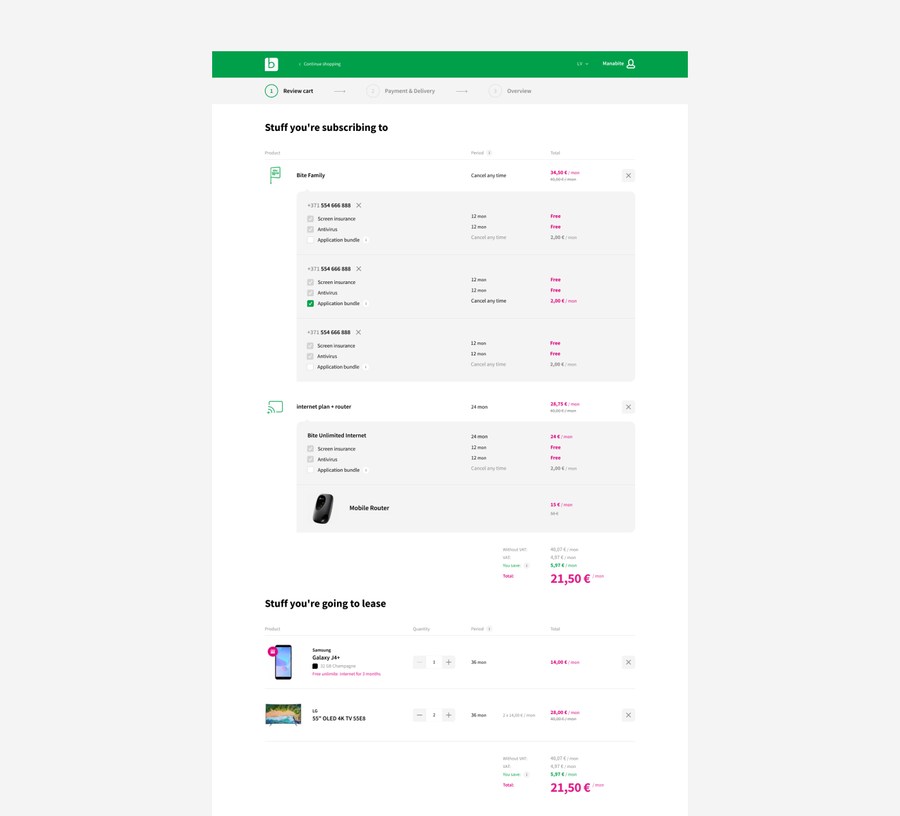 b
‹ Continue shopping
LV
Manabite
1 Review cart
2 Payment & Delivery
3 Overview
Stuff you're subscribing to
Product Period i Total
Bite Family Cancel any time 34,50 € / mon
40,00 € / mon
+371 554 666 888
Screen insurance 12 mon Free
Antivirus 12 mon Free
Application bundle Cancel any time 2,00 € / mon
+371 554 666 888
Screen insurance 12 mon Free
Antivirus 12 mon Free
Application bundle Cancel any time 2,00 € / mon
+371 554 666 888
Screen insurance 12 mon Free
Antivirus 12 mon Free
Application bundle Cancel any time 2,00 € / mon
internet plan + router 24 mon 28,75 € / mon
40,00 € / mon
Bite Unlimited Internet 24 mon 24 € / mon
Screen insurance 12 mon Free
Antivirus 12 mon Free
Application bundle Cancel any time 2,00 € / mon
Mobile Router 15 € / mon
Without VAT: / mon
VAT: 4,97 € / mon
You save: i 5,97 € / mon
Total: 21,50 € / mon
Stuff you're going to lease
Product Quantity Period i Total
Samsung
Galaxy J4+ 1 36 mon 14,00 € / mon
32 GB Champagne
Free unlimite. internet for 3 months
LG
55" OLED 4K TV 55E8 36 mon 2 x 14,00 € / mon 28,00 € / mon
40,00 € / mon
Without VAT: / mon
VAT: 4,97 € / mon
You save: i 5,97 € / mon
Total: 21,50 € / mon